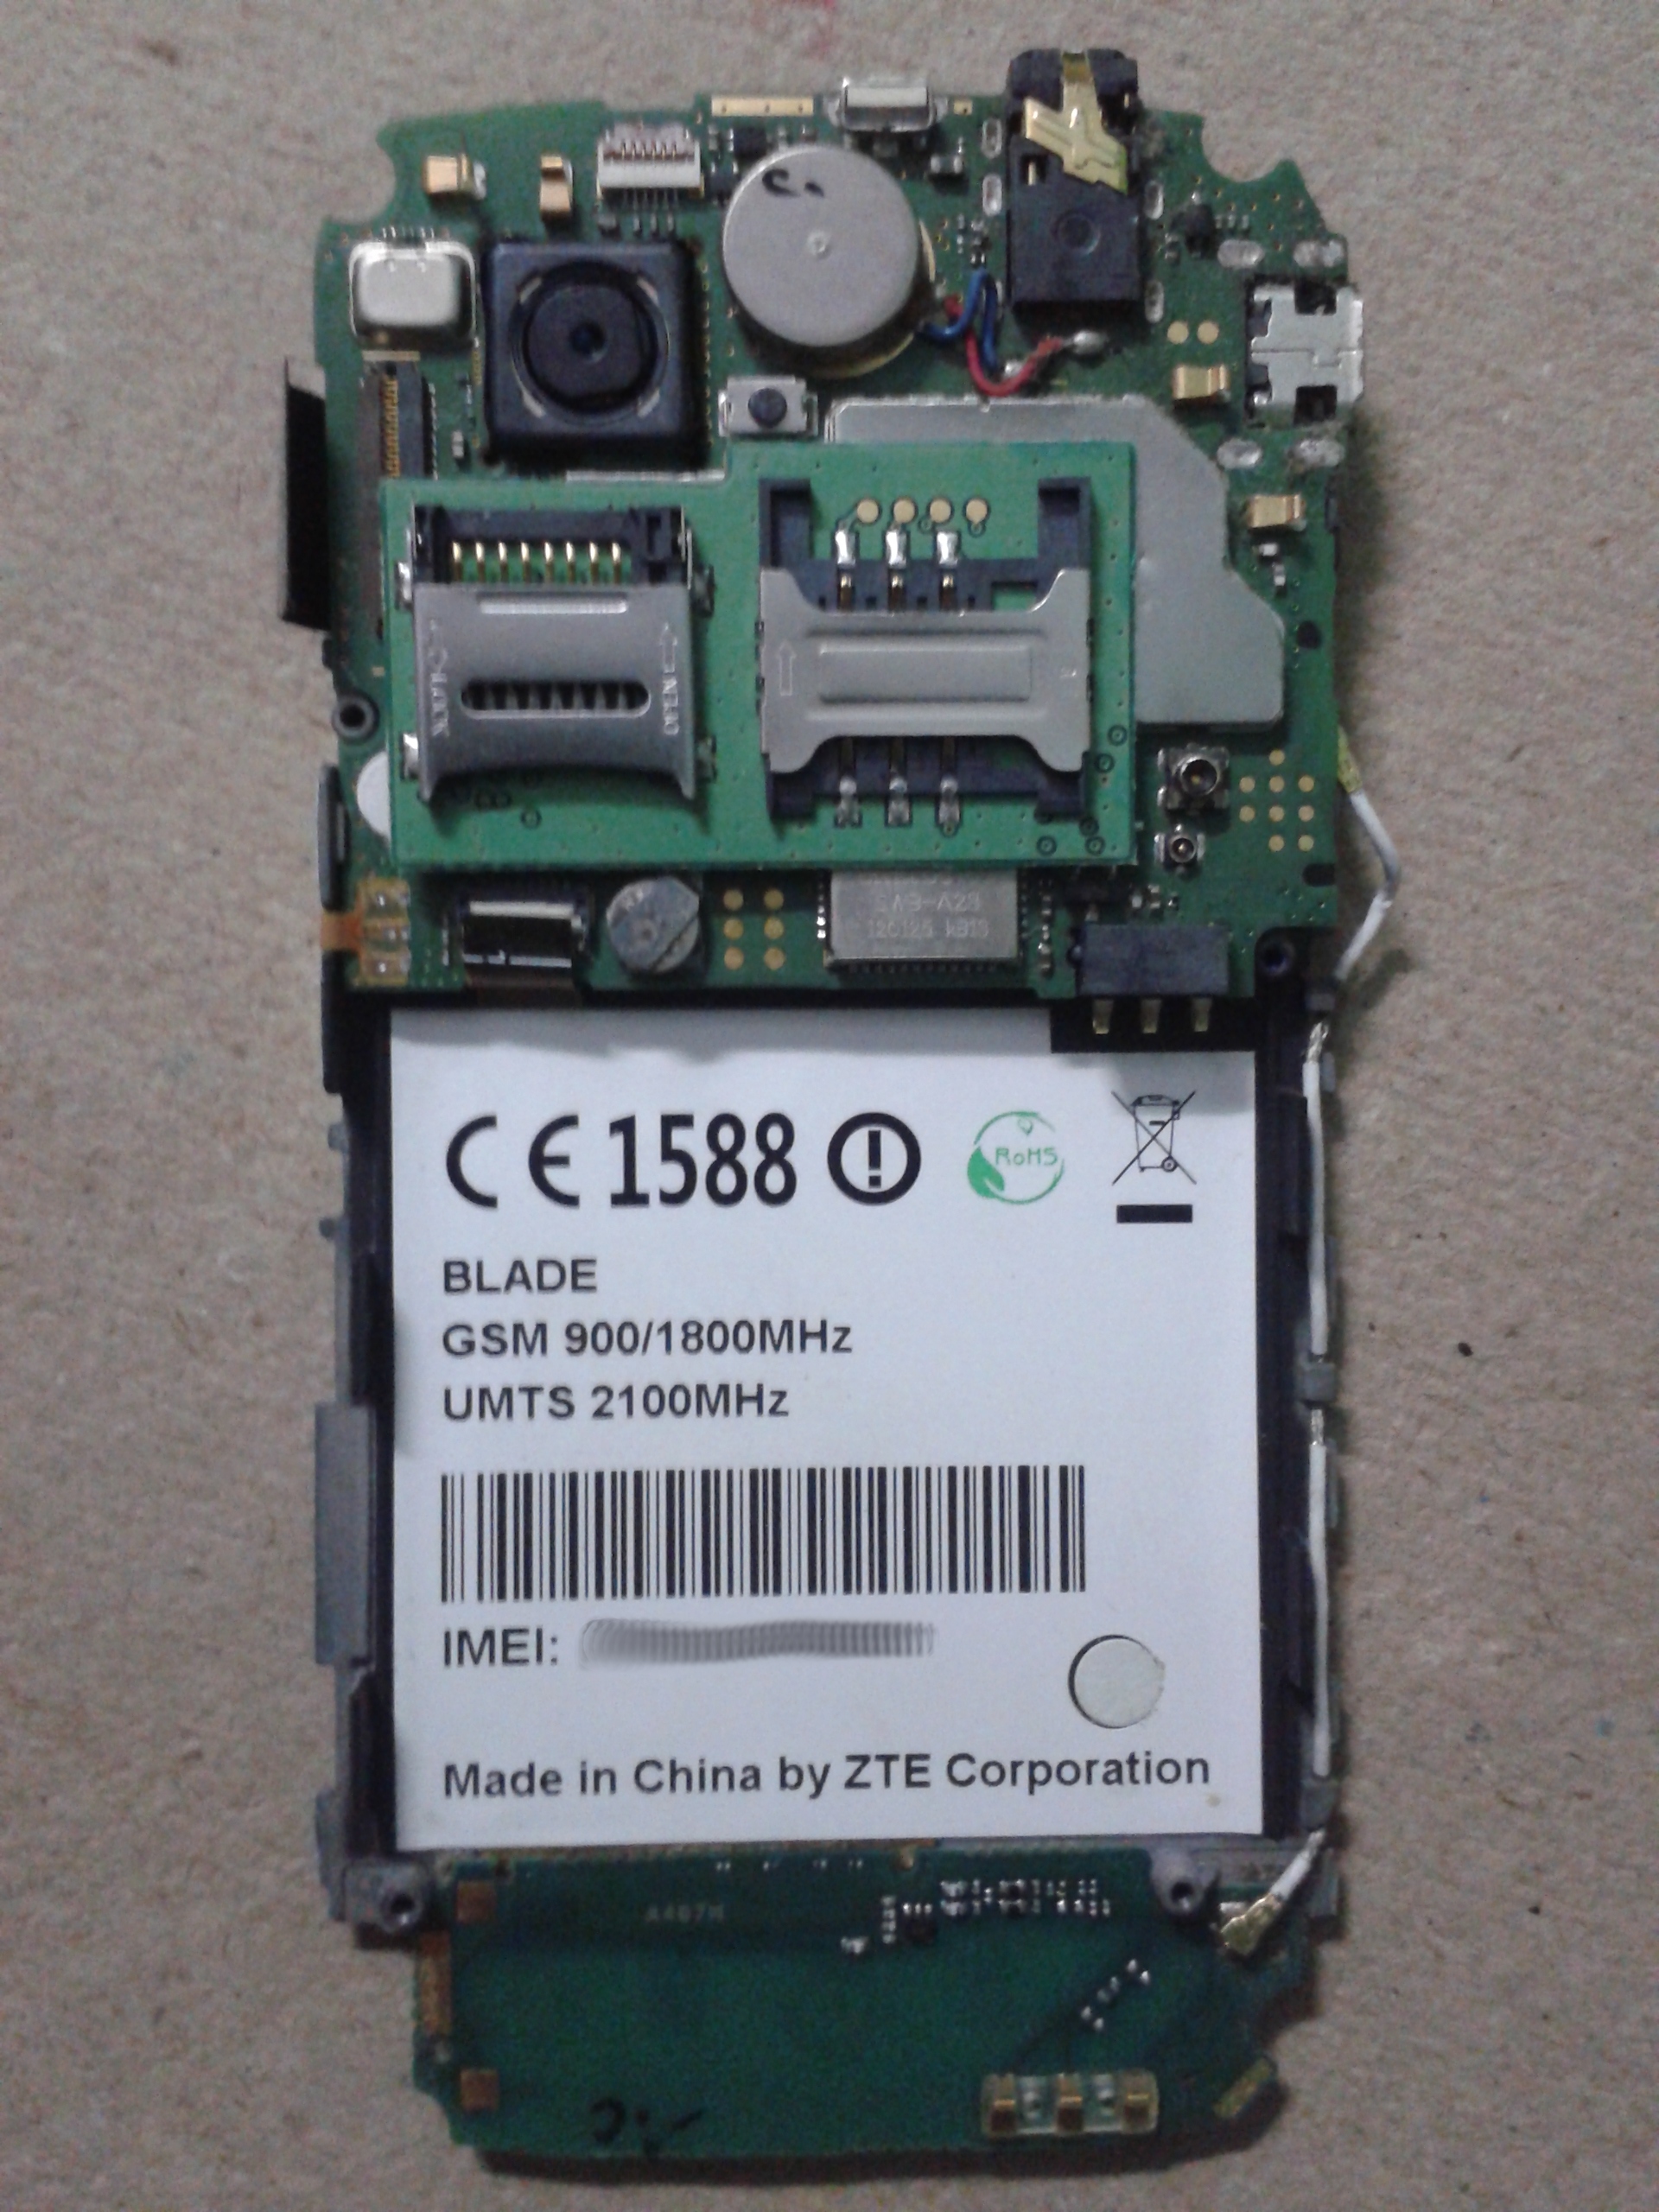 CE 1588
RoHS
BLADE
GSM 900/1800MHz
UMTS 2100MHz
IMEI:
Made in China by ZTE Corporation